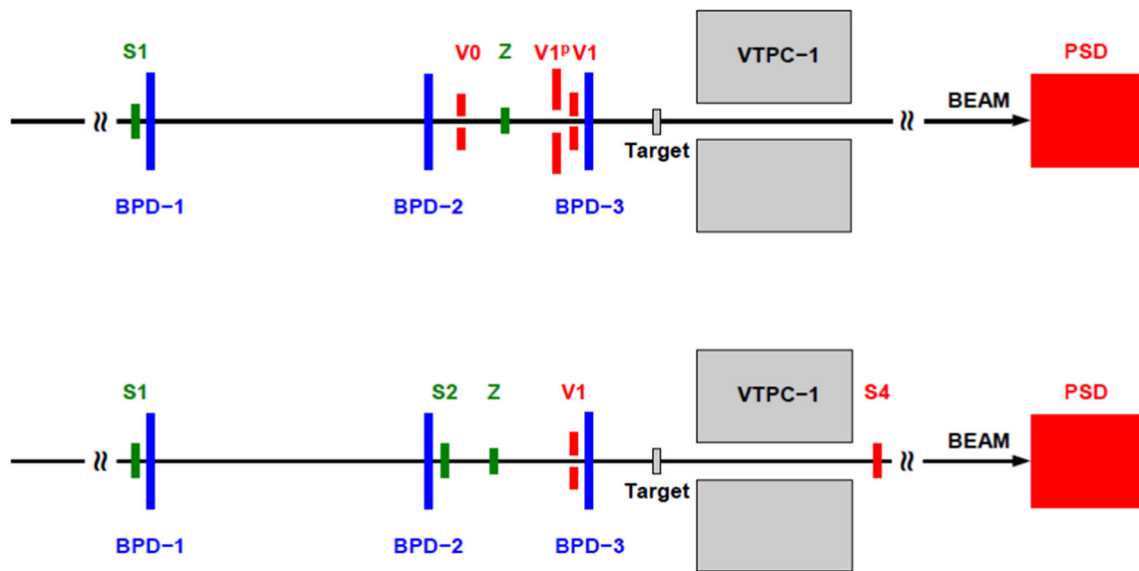 S1 V0 Z V1ᵖ V1 VTPC−1 PSD
BEAM
Target
BPD−1 BPD−2 BPD−3
S1 S2 Z V1 VTPC−1 S4 PSD
BEAM
Target
BPD−1 BPD−2 BPD−3